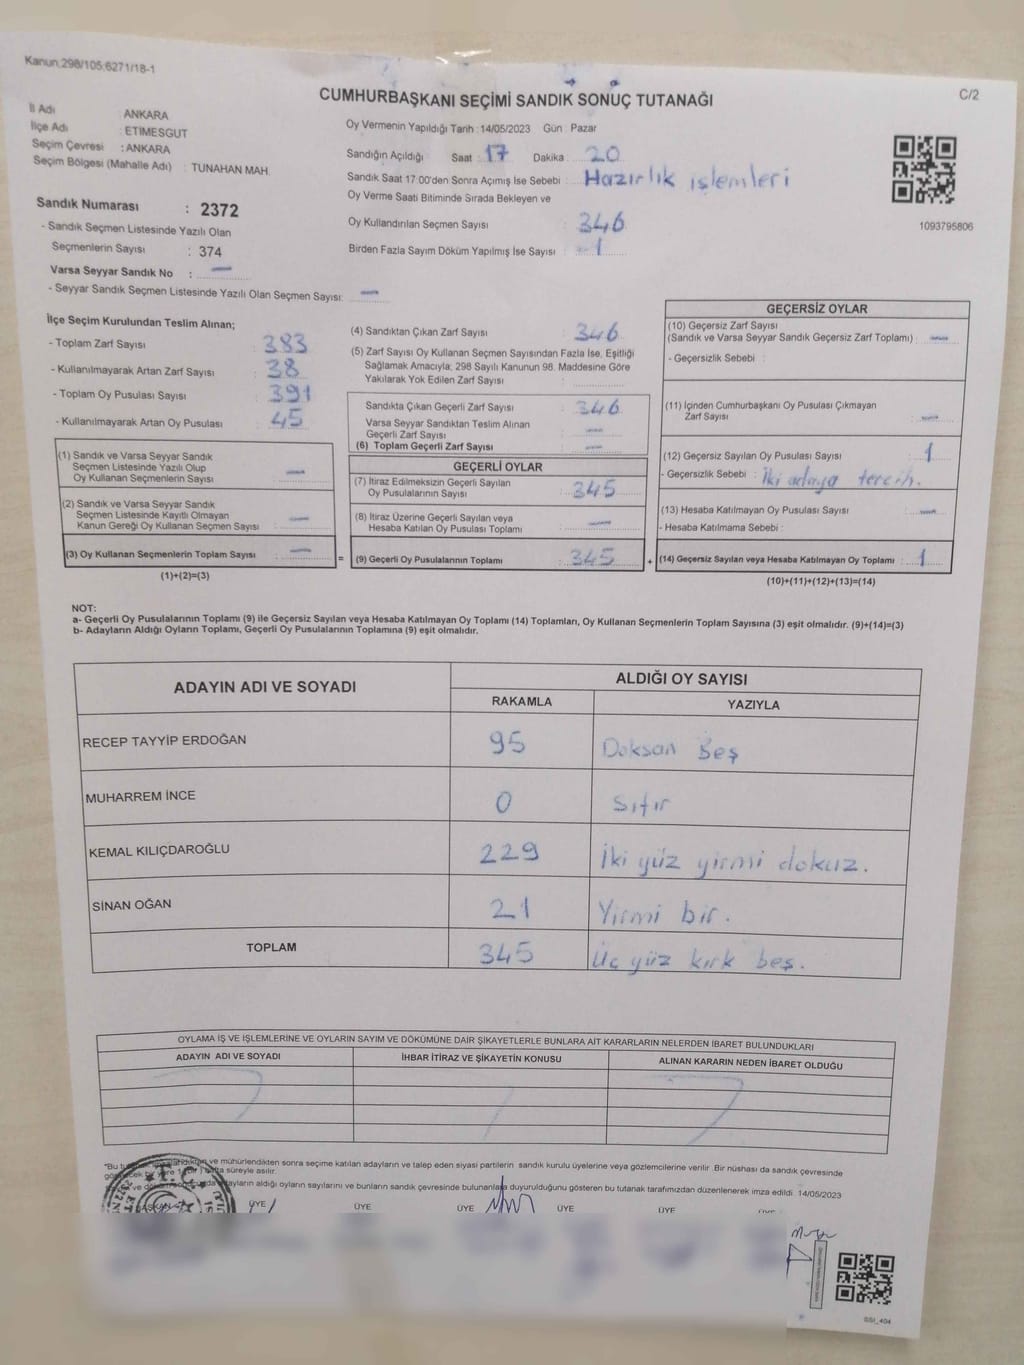 Kanun:298/105;6271/18-1
C/2
CUMHURBAŞKANI SEÇİMİ SANDIK SONUÇ TUTANAĞI
İl Adı : ANKARA
İlçe Adı : ETİMESGUT
Seçim Çevresi : ANKARA
Seçim Bölgesi (Mahalle Adı) : TUNAHAN MAH.
Sandık Numarası : 2372
- Sandık Seçmen Listesinde Yazılı Olan
Seçmenlerin Sayısı : 374
Varsa Seyyar Sandık No : —
- Seyyar Sandık Seçmen Listesinde Yazılı Olan Seçmen Sayısı: —
Oy Vermenin Yapıldığı Tarih : 14/05/2023 Gün : Pazar
Sandığın Açıldığı Saat : 17 Dakika : 20
Sandık Saat 17:00'den Sonra Açımış İse Sebebi : Hazırlık işlemleri
Oy Verme Saati Bitiminde Sırada Bekleyen ve
Oy Kullandırılan Seçmen Sayısı : 346
Birden Fazla Sayım Döküm Yapılmış İse Sayısı : 1
1093795806
İlçe Seçim Kurulundan Teslim Alınan;
- Toplam Zarf Sayısı : 383
- Kullanılmayarak Artan Zarf Sayısı : 38
- Toplam Oy Pusulası Sayısı : 391
- Kullanılmayarak Artan Oy Pusulası : 45
(1) Sandık ve Varsa Seyyar Sandık
Seçmen Listesinde Yazılı Olup
Oy Kullanan Seçmenlerin Sayısı : —
(2) Sandık ve Varsa Seyyar Sandık
Seçmen Listesinde Kayıtlı Olmayan
Kanun Gereği Oy Kullanan Seçmen Sayısı : —
(3) Oy Kullanan Seçmenlerin Toplam Sayısı : —
(1)+(2)=(3)
=
(4) Sandıktan Çıkan Zarf Sayısı : 346
(5) Zarf Sayısı Oy Kullanan Seçmen Sayısından Fazla İse, Eşitliği
Sağlamak Amacıyla; 298 Sayılı Kanunun 98. Maddesine Göre
Yakılarak Yok Edilen Zarf Sayısı :
Sandıkta Çıkan Geçerli Zarf Sayısı : 346
Varsa Seyyar Sandıktan Teslim Alınan
Geçerli Zarf Sayısı : —
(6) Toplam Geçerli Zarf Sayısı : —
GEÇERLİ OYLAR
(7) İtiraz Edilmeksizin Geçerli Sayılan
Oy Pusulalarının Sayısı : 345
(8) İtiraz Üzerine Geçerli Sayılan veya
Hesaba Katılan Oy Pusulası Toplamı : —
(9) Geçerli Oy Pusulalarının Toplamı : 345
+
GEÇERSİZ OYLAR
(10) Geçersiz Zarf Sayısı
(Sandık ve Varsa Seyyar Sandık Geçersiz Zarf Toplamı) : —
- Geçersizlik Sebebi :
(11) İçinden Cumhurbaşkanı Oy Pusulası Çıkmayan
Zarf Sayısı : —
(12) Geçersiz Sayılan Oy Pusulası Sayısı : 1
- Geçersizlik Sebebi : İki adaya tercih.
(13) Hesaba Katılmayan Oy Pusulası Sayısı : —
- Hesaba Katılmama Sebebi :
(14) Geçersiz Sayılan veya Hesaba Katılmayan Oy Toplamı : 1
(10)+(11)+(12)+(13)=(14)
NOT:
a- Geçerli Oy Pusulalarının Toplamı (9) ile Geçersiz Sayılan veya Hesaba Katılmayan Oy Toplamı (14) Toplamları, Oy Kullanan Seçmenlerin Toplam Sayısına (3) eşit olmalıdır. (9)+(14)=(3)
b- Adayların Aldığı Oyların Toplamı, Geçerli Oy Pusulalarının Toplamına (9) eşit olmalıdır.
ADAYIN ADI VE SOYADI
ALDIĞI OY SAYISI
RAKAMLA YAZIYLA
RECEP TAYYİP ERDOĞAN 95 Doksan Beş
MUHARREM İNCE 0 Sıfır
KEMAL KILIÇDAROĞLU 229 İki yüz yirmi dokuz.
SİNAN OĞAN 21 Yirmi bir.
TOPLAM 345 Üç yüz kırk beş.
OYLAMA İŞ VE İŞLEMLERİNE VE OYLARIN SAYIM VE DÖKÜMÜNE DAİR ŞİKAYETLERLE BUNLARA AİT KARARLARIN NELERDEN İBARET BULUNDUKLARI
ADAYIN ADI VE SOYADI İHBAR İTİRAZ VE ŞİKAYETİN KONUSU ALINAN KARARIN NEDEN İBARET OLDUĞU
"Bu ve mühürlendikten sonra seçime katılan adayların ve talep eden siyasi partilerin sandık kurulu üyelerine veya gözlemcilerine verilir. Bir nüshası da sandık çevresinde
süreyle asılır.
aldığı oyların sayılarını ve bunların sandık çevresinde bulunanlara duyurulduğunu gösteren bu tutanak tarafımızdan düzenlenerek imza edildi. 14/05/2023
T.C.
BAŞKAN ÜYE ÜYE ÜYE ÜYE ÜYE
SSI_404